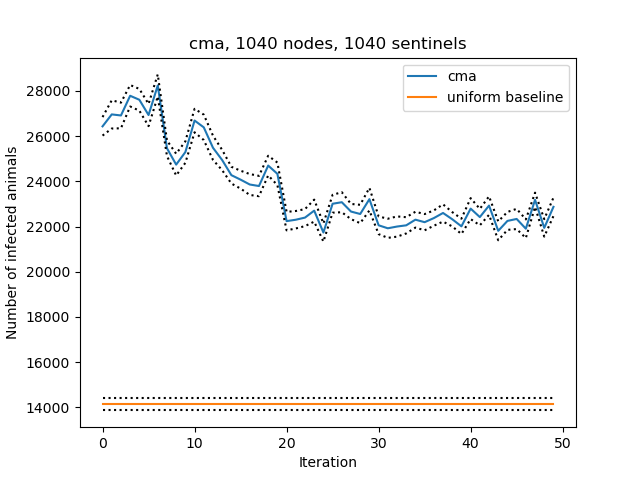 cma, 1040 nodes, 1040 sentinels
cma
uniform baseline
Number of infected animals
28000
26000
24000
22000
20000
18000
16000
14000
0 10 20 30 40 50
Iteration